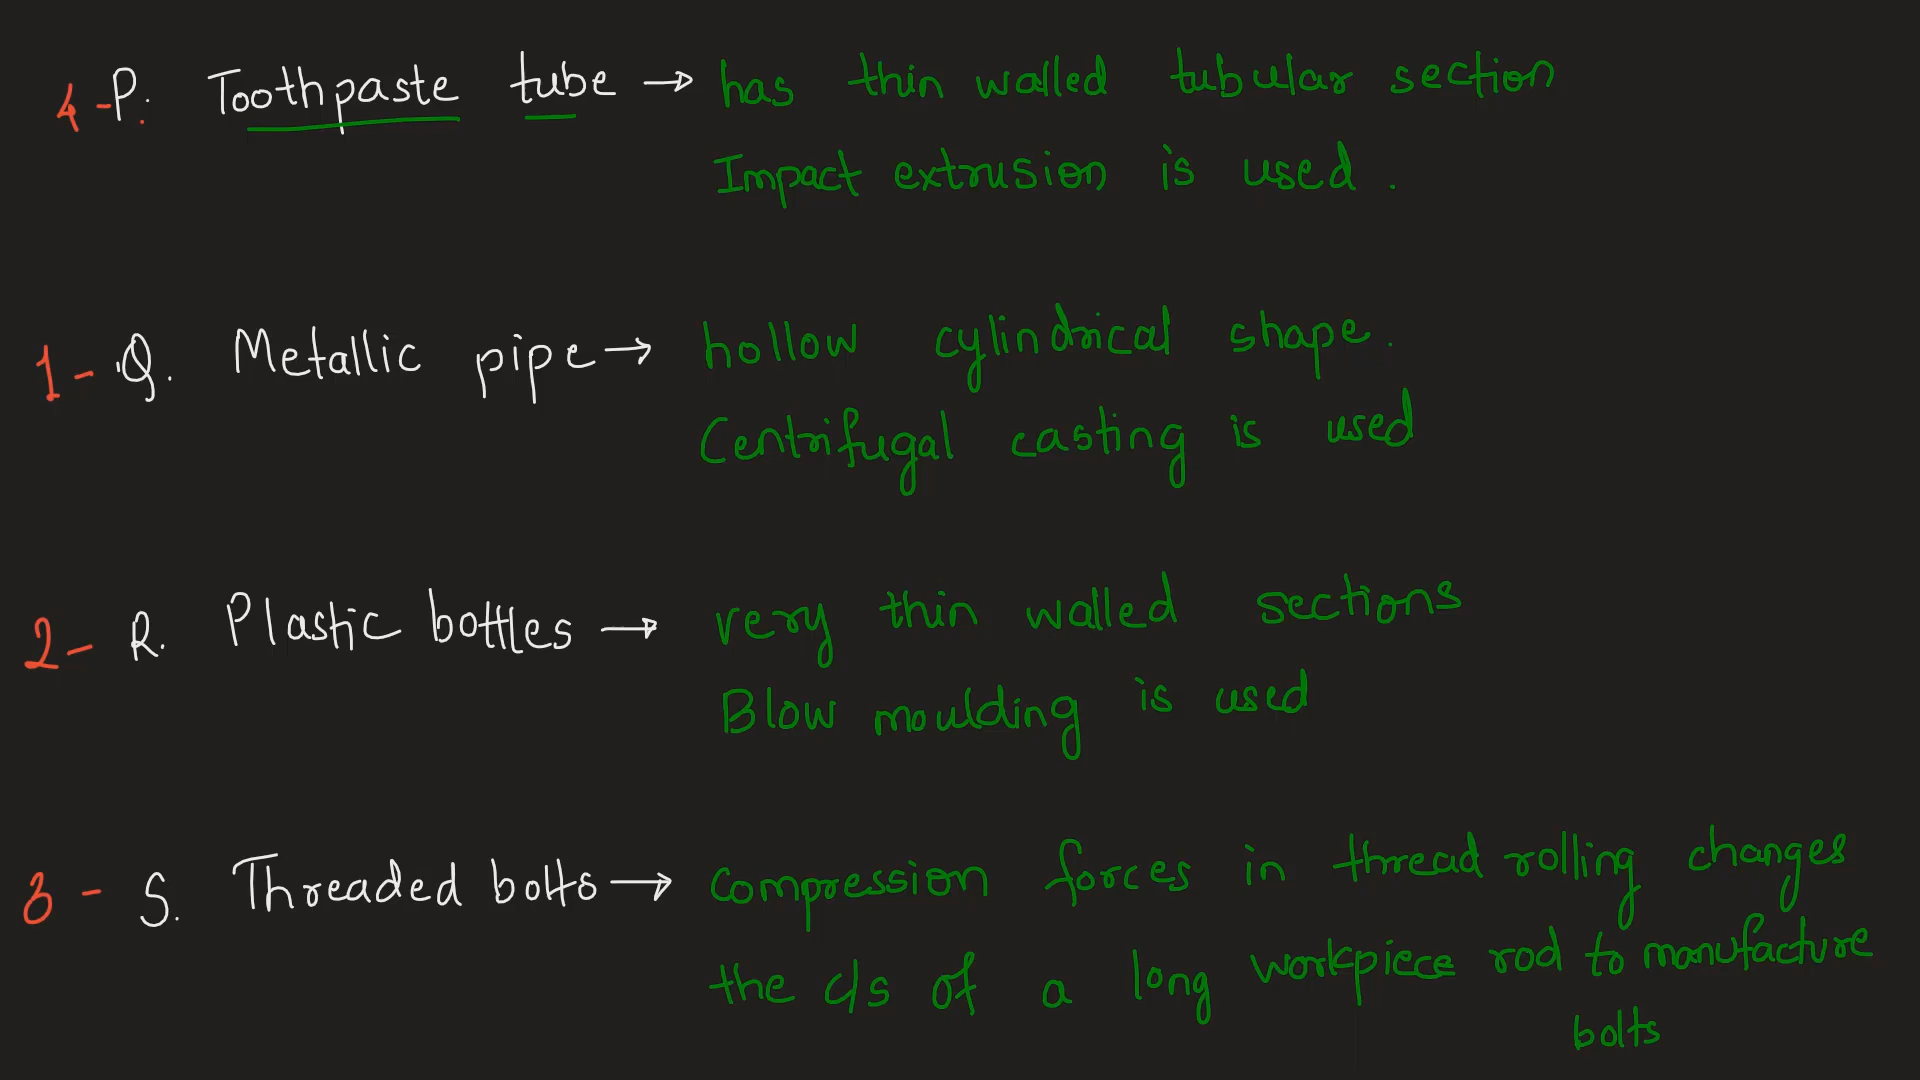 4-P. Toothpaste tube → has thin walled tubular section
Impact extrusion is used.
1-Q. Metallic pipe → hollow cylindrical shape.
Centrifugal casting is used
2-R. Plastic bottles → very thin walled sections
Blow moulding is used
3-S. Threaded bolts → compression forces in thread rolling changes
the c/s of a long workpiece rod to manufacture
bolts